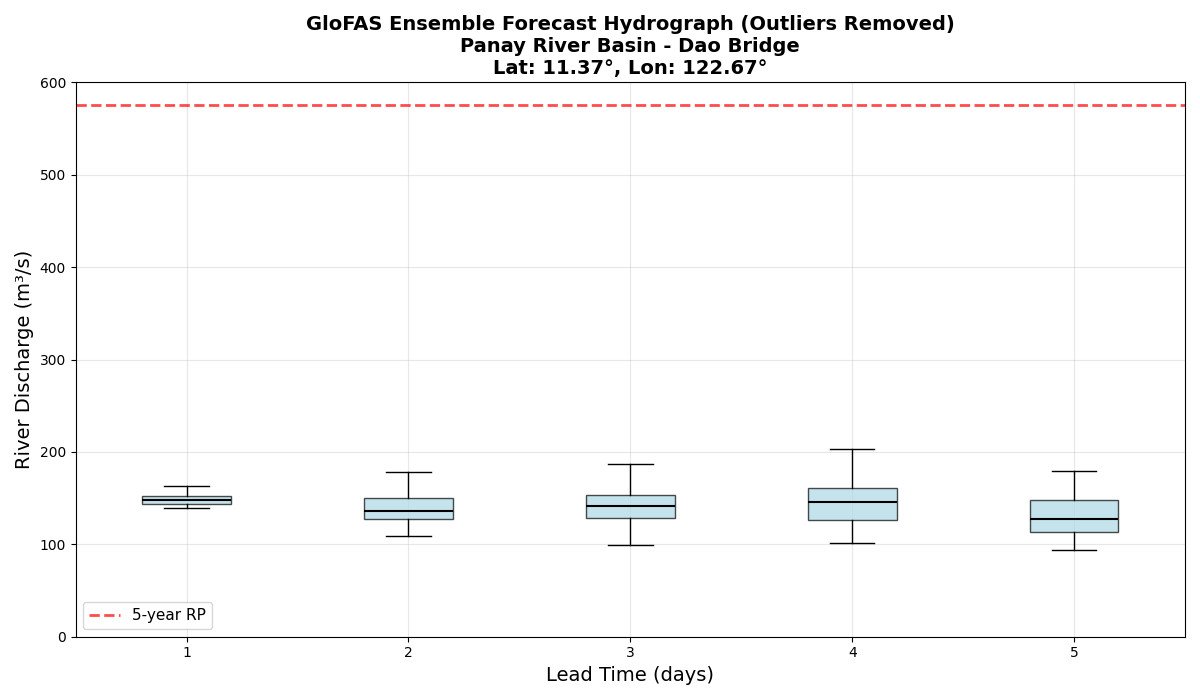 GloFAS Ensemble Forecast Hydrograph (Outliers Removed)
Panay River Basin - Dao Bridge
Lat: 11.37°, Lon: 122.67°
River Discharge (m³/s)
600
500
400
300
200
100
0
5-year RP
1 2 3 4 5
Lead Time (days)